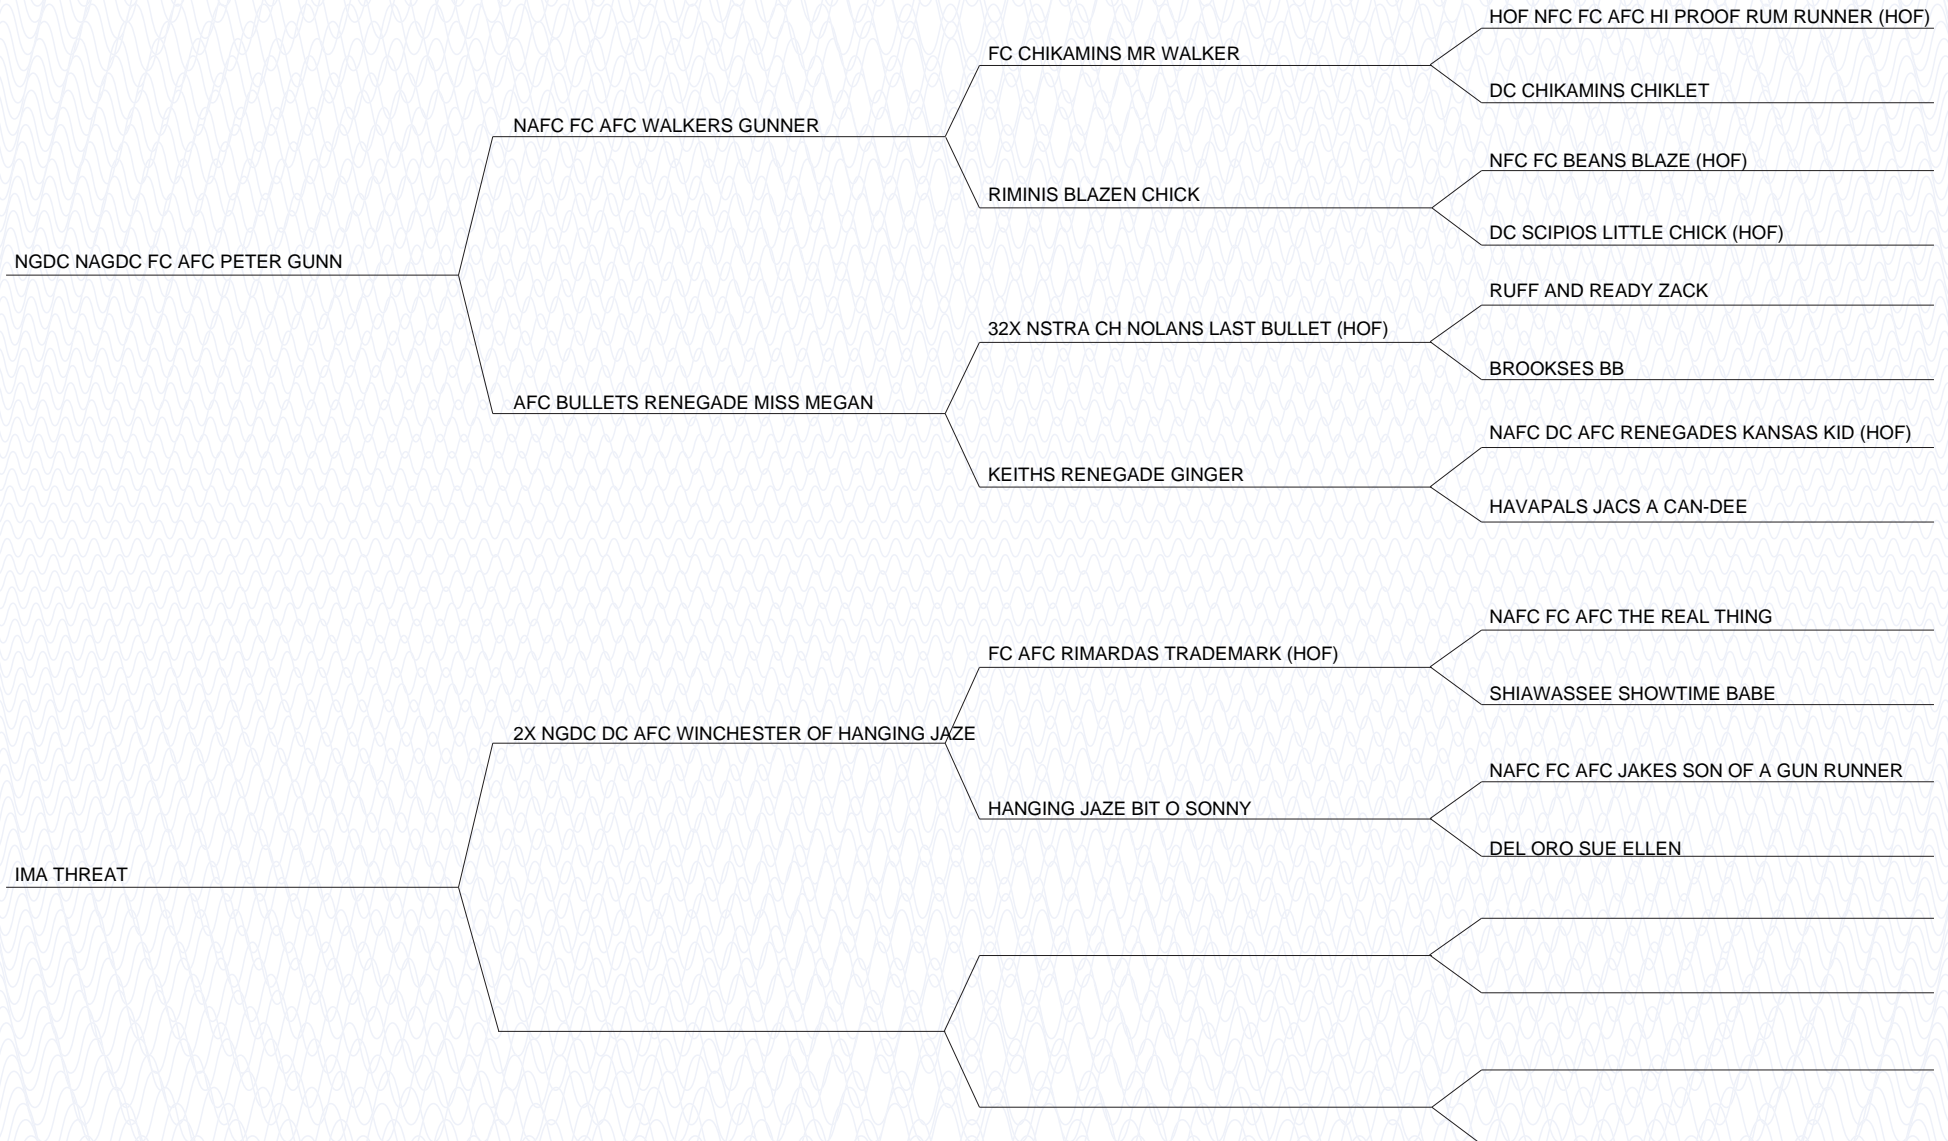 HOF NFC FC AFC HI PROOF RUM RUNNER (HOF)
FC CHIKAMINS MR WALKER
DC CHIKAMINS CHIKLET
NAFC FC AFC WALKERS GUNNER
NFC FC BEANS BLAZE (HOF)
RIMINIS BLAZEN CHICK
DC SCIPIOS LITTLE CHICK (HOF)
NGDC NAGDC FC AFC PETER GUNN
RUFF AND READY ZACK
32X NSTRA CH NOLANS LAST BULLET (HOF)
BROOKSES BB
AFC BULLETS RENEGADE MISS MEGAN
NAFC DC AFC RENEGADES KANSAS KID (HOF)
KEITHS RENEGADE GINGER
HAVAPALS JACS A CAN-DEE
NAFC FC AFC THE REAL THING
FC AFC RIMARDAS TRADEMARK (HOF)
SHIAWASSEE SHOWTIME BABE
2X NGDC DC AFC WINCHESTER OF HANGING JAZE
NAFC FC AFC JAKES SON OF A GUN RUNNER
HANGING JAZE BIT O SONNY
DEL ORO SUE ELLEN
IMA THREAT